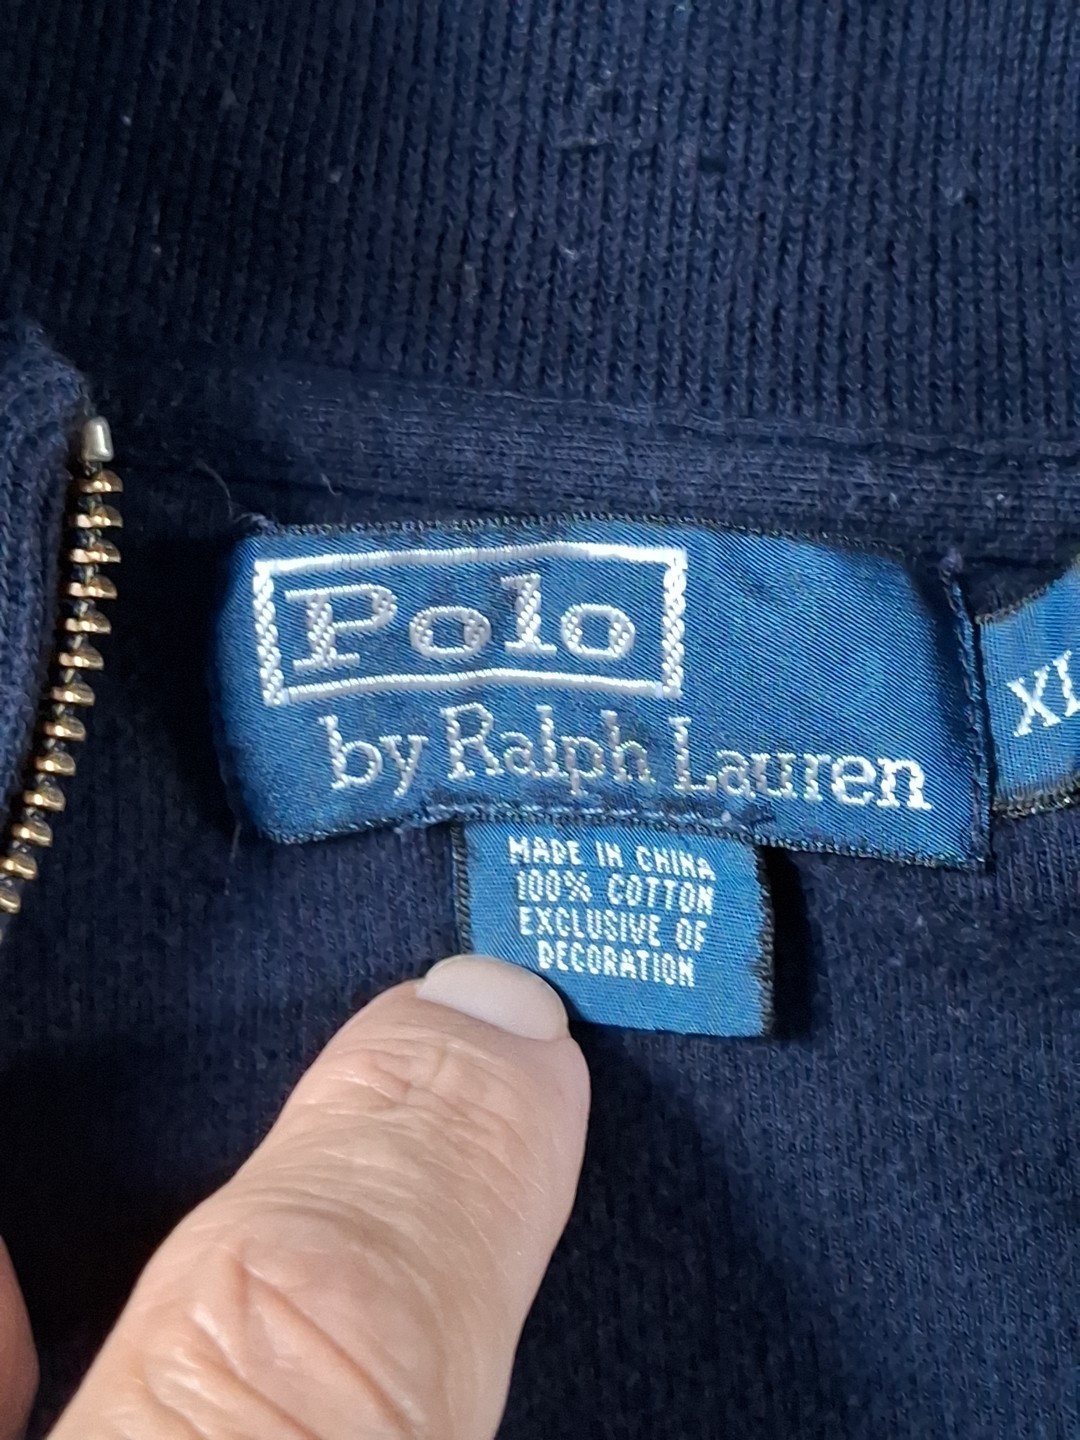 Polo
by Ralph Lauren
XL
MADE IN CHINA
100% COTTON
EXCLUSIVE OF
DECORATION